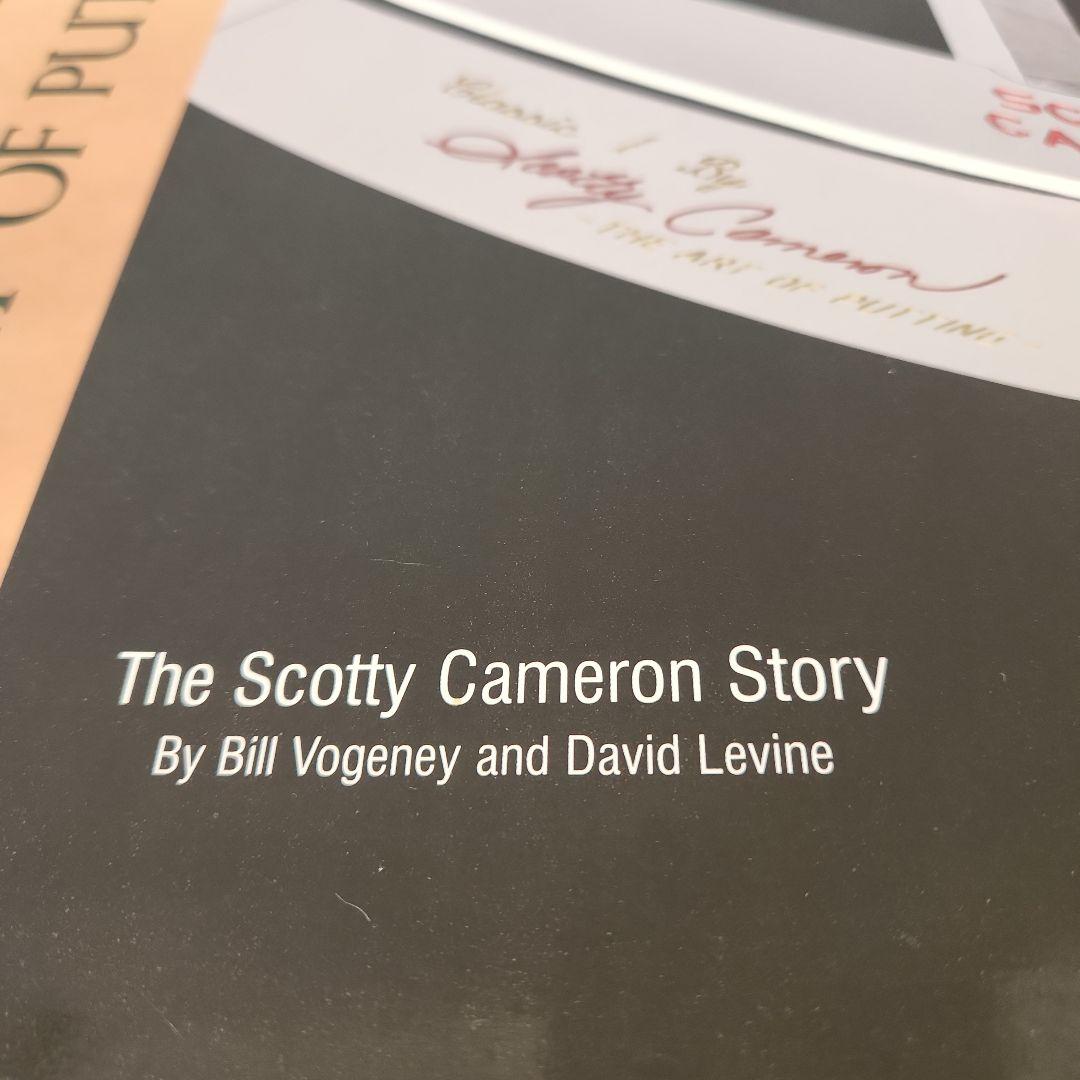 OF PUT
Classic 1 By
Scotty Cameron
- THE ART OF PUTTING -
The Scotty Cameron Story
By Bill Vogeney and David Levine